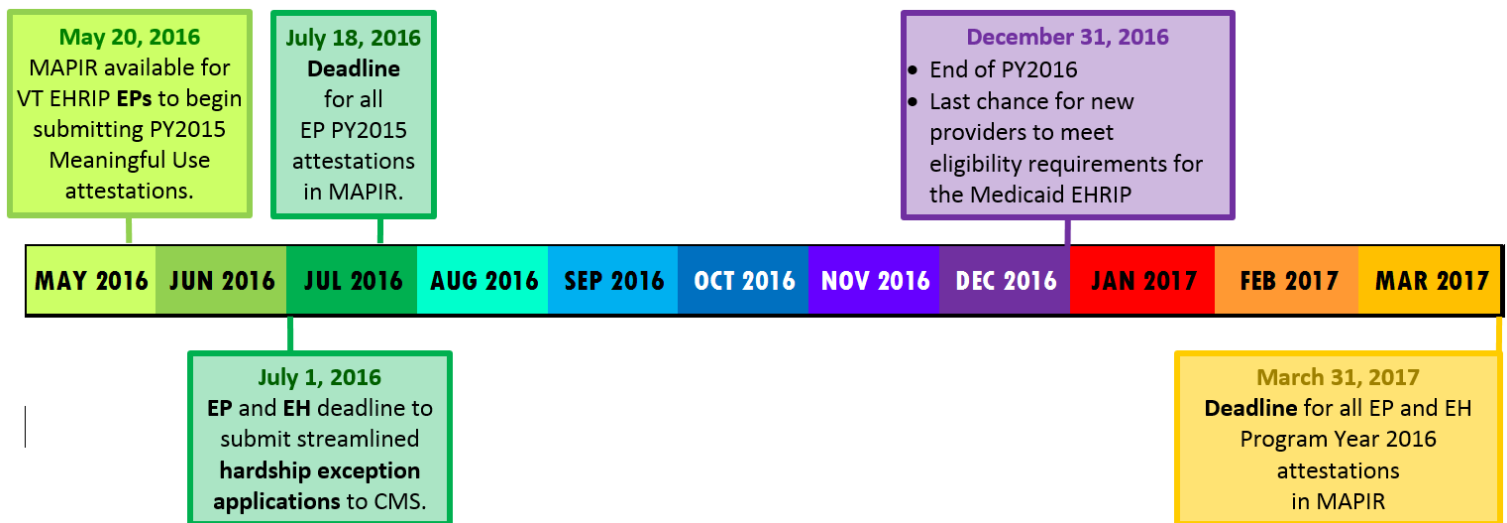 May 20, 2016
MAPIR available for
VT EHRIP EPs to begin
submitting PY2015
Meaningful Use
attestations.
July 18, 2016
Deadline
for all
EP PY2015
attestations
in MAPIR.
December 31, 2016
• End of PY2016
• Last chance for new
providers to meet
eligibility requirements for
the Medicaid EHRIP
MAY 2016 JUN 2016 JUL 2016 AUG 2016 SEP 2016 OCT 2016 NOV 2016 DEC 2016 JAN 2017 FEB 2017 MAR 2017
July 1, 2016
EP and EH deadline to
submit streamlined
hardship exception
applications to CMS.
March 31, 2017
Deadline for all EP and EH
Program Year 2016
attestations
in MAPIR